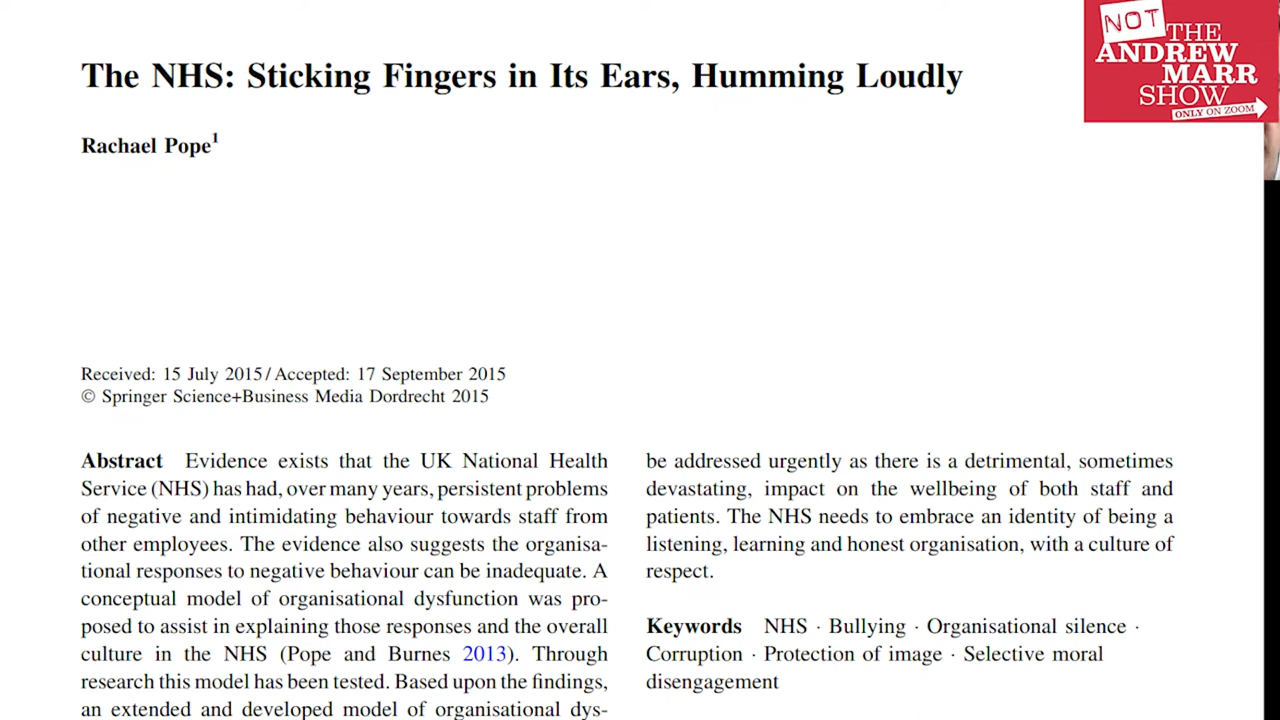 The NHS: Sticking Fingers in Its Ears, Humming Loudly
Rachael Pope1
Received: 15 July 2015 / Accepted: 17 September 2015
© Springer Science+Business Media Dordrecht 2015
Abstract Evidence exists that the UK National Health
Service (NHS) has had, over many years, persistent problems
of negative and intimidating behaviour towards staff from
other employees. The evidence also suggests the organisa-
tional responses to negative behaviour can be inadequate. A
conceptual model of organisational dysfunction was pro-
posed to assist in explaining those responses and the overall
culture in the NHS (Pope and Burnes 2013). Through
research this model has been tested. Based upon the findings,
an extended and developed model of organisational dys-
be addressed urgently as there is a detrimental, sometimes
devastating, impact on the wellbeing of both staff and
patients. The NHS needs to embrace an identity of being a
listening, learning and honest organisation, with a culture of
respect.
Keywords NHS · Bullying · Organisational silence ·
Corruption · Protection of image · Selective moral
disengagement
NOT
THE
ANDREW
MARR
SHOW
ONLY ON ZOOM